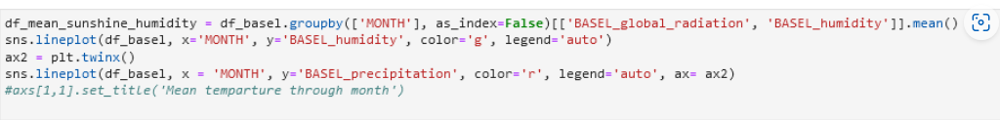 df_mean_sunshine_humidity = df_basel.groupby(['MONTH'], as_index=False)[['BASEL_global_radiation', 'BASEL_humidity']].mean()
sns.lineplot(df_basel, x='MONTH', y='BASEL_humidity', color='g', legend='auto')
ax2 = plt.twinx()
sns.lineplot(df_basel, x = 'MONTH', y='BASEL_precipitation', color='r', legend='auto', ax= ax2)
#axs[1,1].set_title('Mean temparture through month')